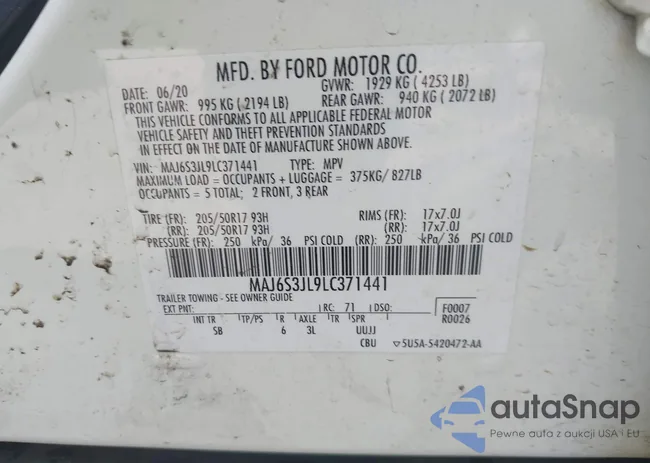 MFD. BY FORD MOTOR CO.
DATE: 06/20 GVWR: 1929 KG ( 4253 LB)
FRONT GAWR: 995 KG ( 2194 LB) REAR GAWR: 940 KG ( 2072 LB)
THIS VEHICLE CONFORMS TO ALL APPLICABLE FEDERAL MOTOR
VEHICLE SAFETY AND THEFT PREVENTION STANDARDS
IN EFFECT ON THE DATE OF MANUFACTURE SHOWN ABOVE.
VIN: MAJ6S3JL9LC371441 TYPE: MPV
MAXIMUM LOAD = OCCUPANTS + LUGGAGE = 375KG/ 827LB
OCCUPANTS = 5 TOTAL; 2 FRONT, 3 REAR
TIRE (FR): 205/50R17 93H RIMS (FR): 17x7.0J
(RR): 205/50R17 93H (RR): 17x7.0J
PRESSURE (FR): 250 kPa/ 36 PSI COLD (RR): 250 kPa/ 36 PSI COLD
MAJ6S3JL9LC371441
TRAILER TOWING - SEE OWNER GUIDE
EXT PNT: RC: 71 DSO: F0007
INT TR TP/PS R AXLE TR SPR R0026
SB 6 3L UUJJ
CBU 5U5A-5420472-AA
autaSnap
Pewne auta z aukcji USA i EU